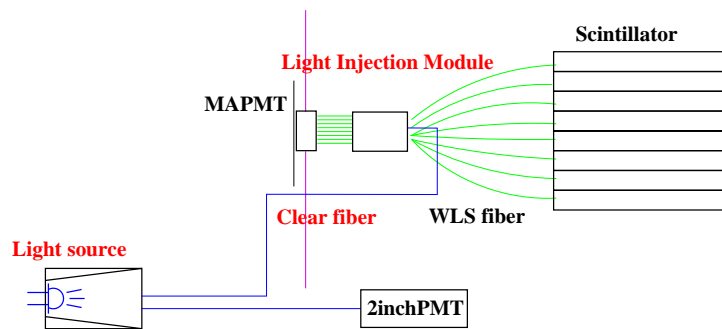 Scintillator
Light Injection Module
MAPMT
Clear fiber
WLS fiber
Light source
2inchPMT